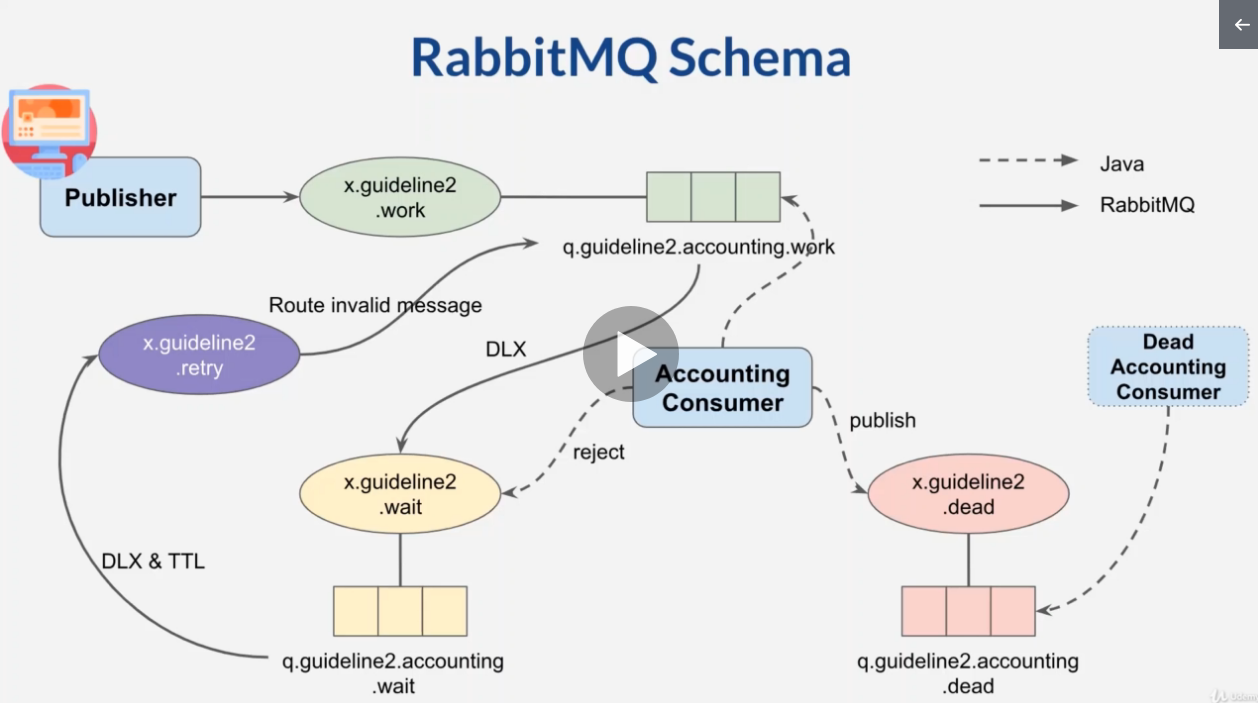 RabbitMQ Schema
Publisher
x.guideline2
.work
q.guideline2.accounting.work
Java
RabbitMQ
Route invalid message
x.guideline2
.retry
DLX
Accounting
Consumer
Dead
Accounting
Consumer
publish
reject
x.guideline2
.wait
x.guideline2
.dead
DLX & TTL
q.guideline2.accounting
.wait
q.guideline2.accounting
.dead
Udemy